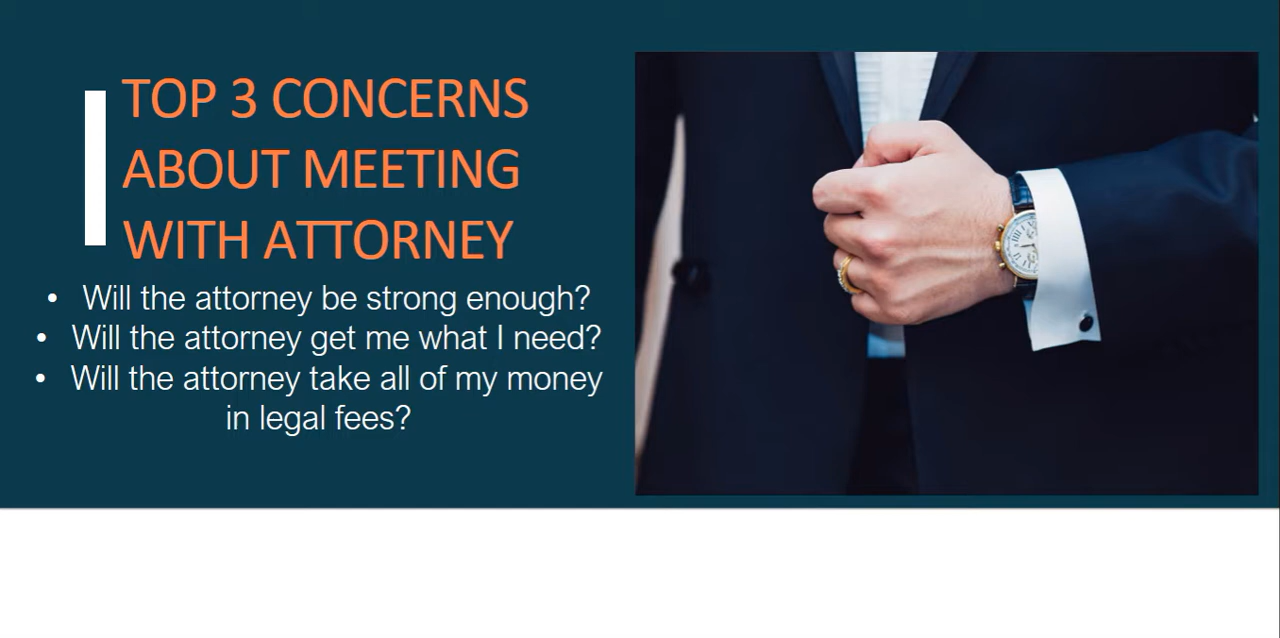 TOP 3 CONCERNS
ABOUT MEETING
WITH ATTORNEY
• Will the attorney be strong enough?
• Will the attorney get me what I need?
• Will the attorney take all of my money
in legal fees?